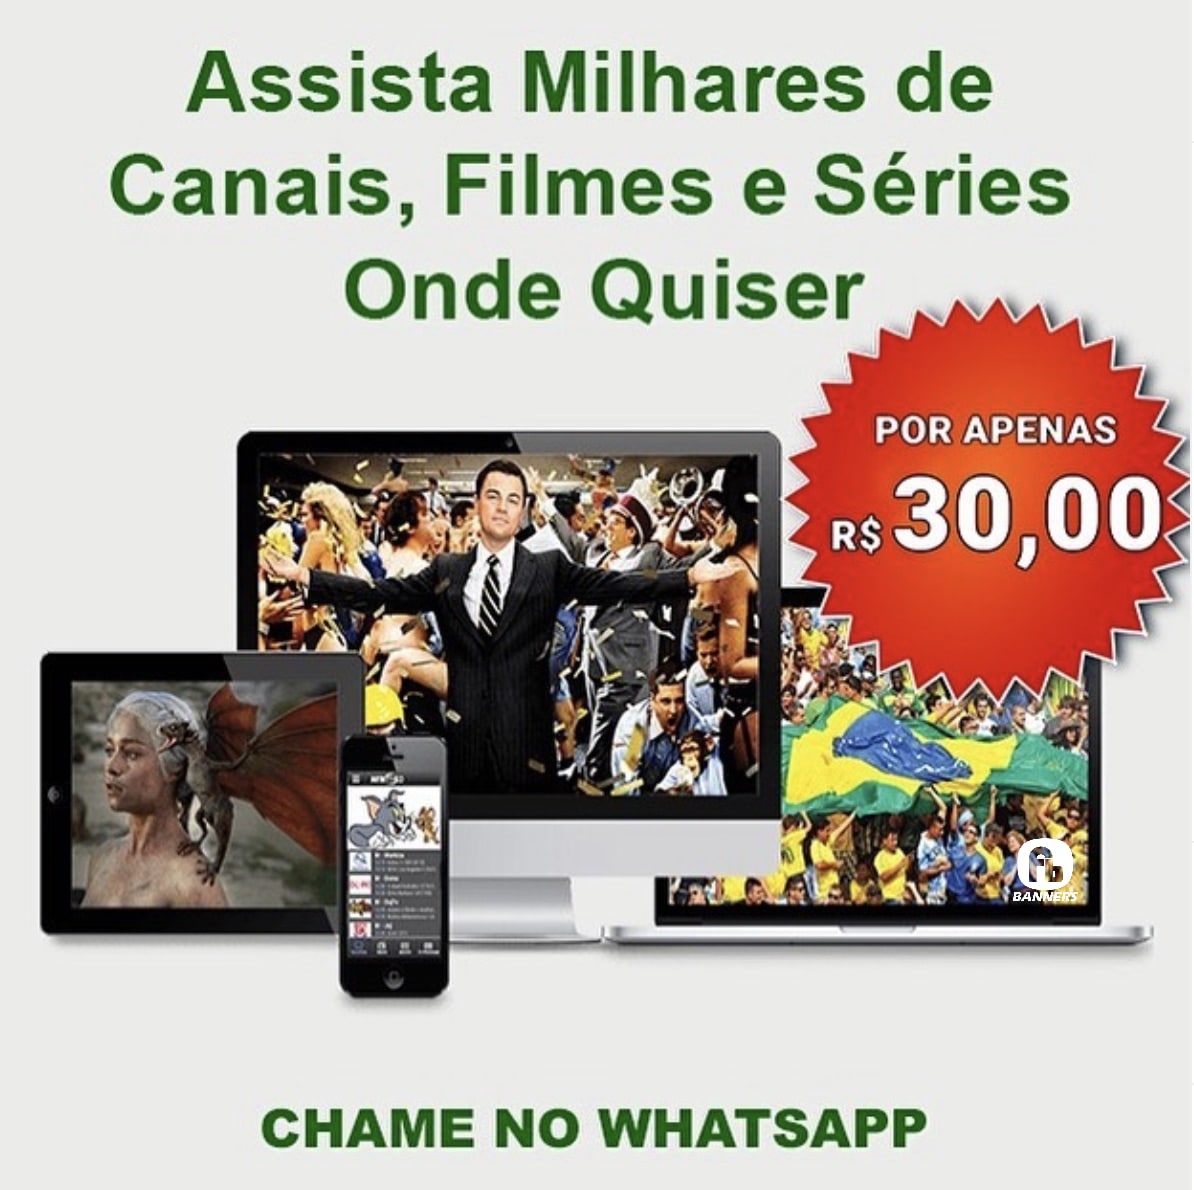 Assista Milhares de
Canais, Filmes e Séries
Onde Quiser
POR APENAS
R$ 30,00
BANNERS
CHAME NO WHATSAPP